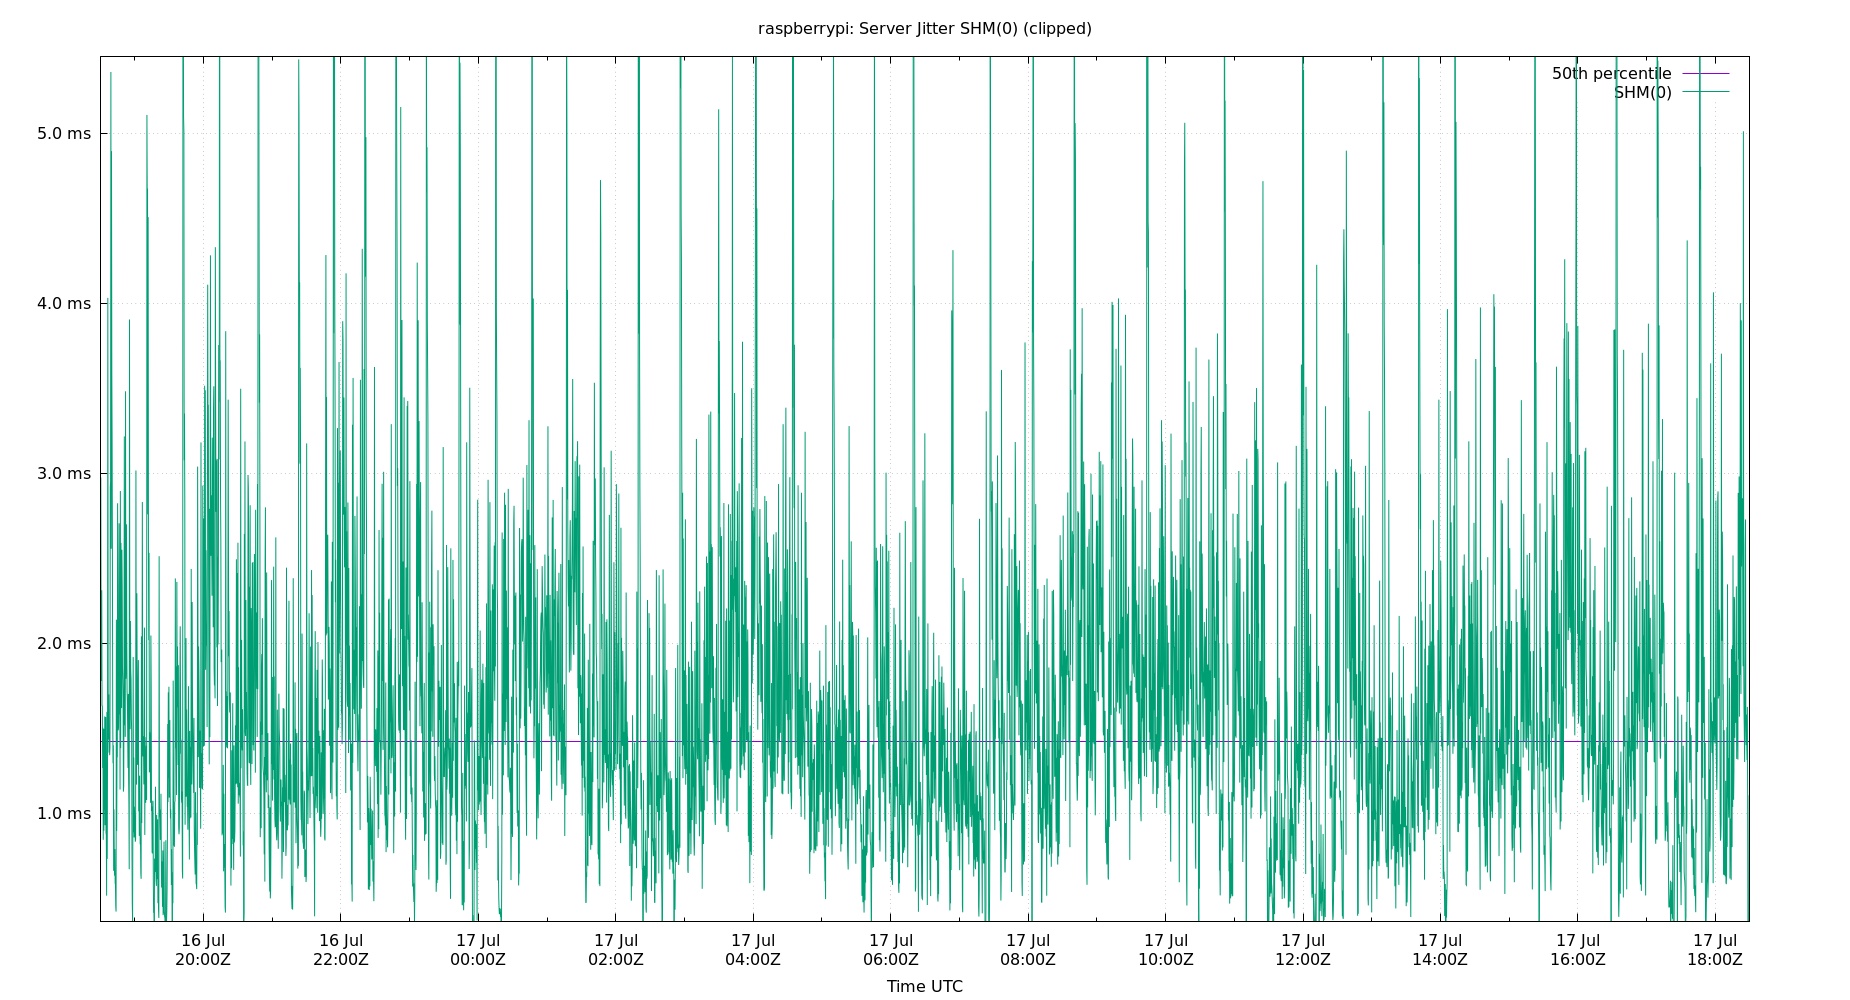 raspberrypi: Server Jitter SHM(0) (clipped)
50th percentile
SHM(0)
5.0 ms
4.0 ms
3.0 ms
2.0 ms
1.0 ms
16 Jul 16 Jul 17 Jul 17 Jul 17 Jul 17 Jul 17 Jul 17 Jul 17 Jul 17 Jul 17 Jul 17 Jul
20:00Z 22:00Z 00:00Z 02:00Z 04:00Z 06:00Z 08:00Z 10:00Z 12:00Z 14:00Z 16:00Z 18:00Z
Time UTC